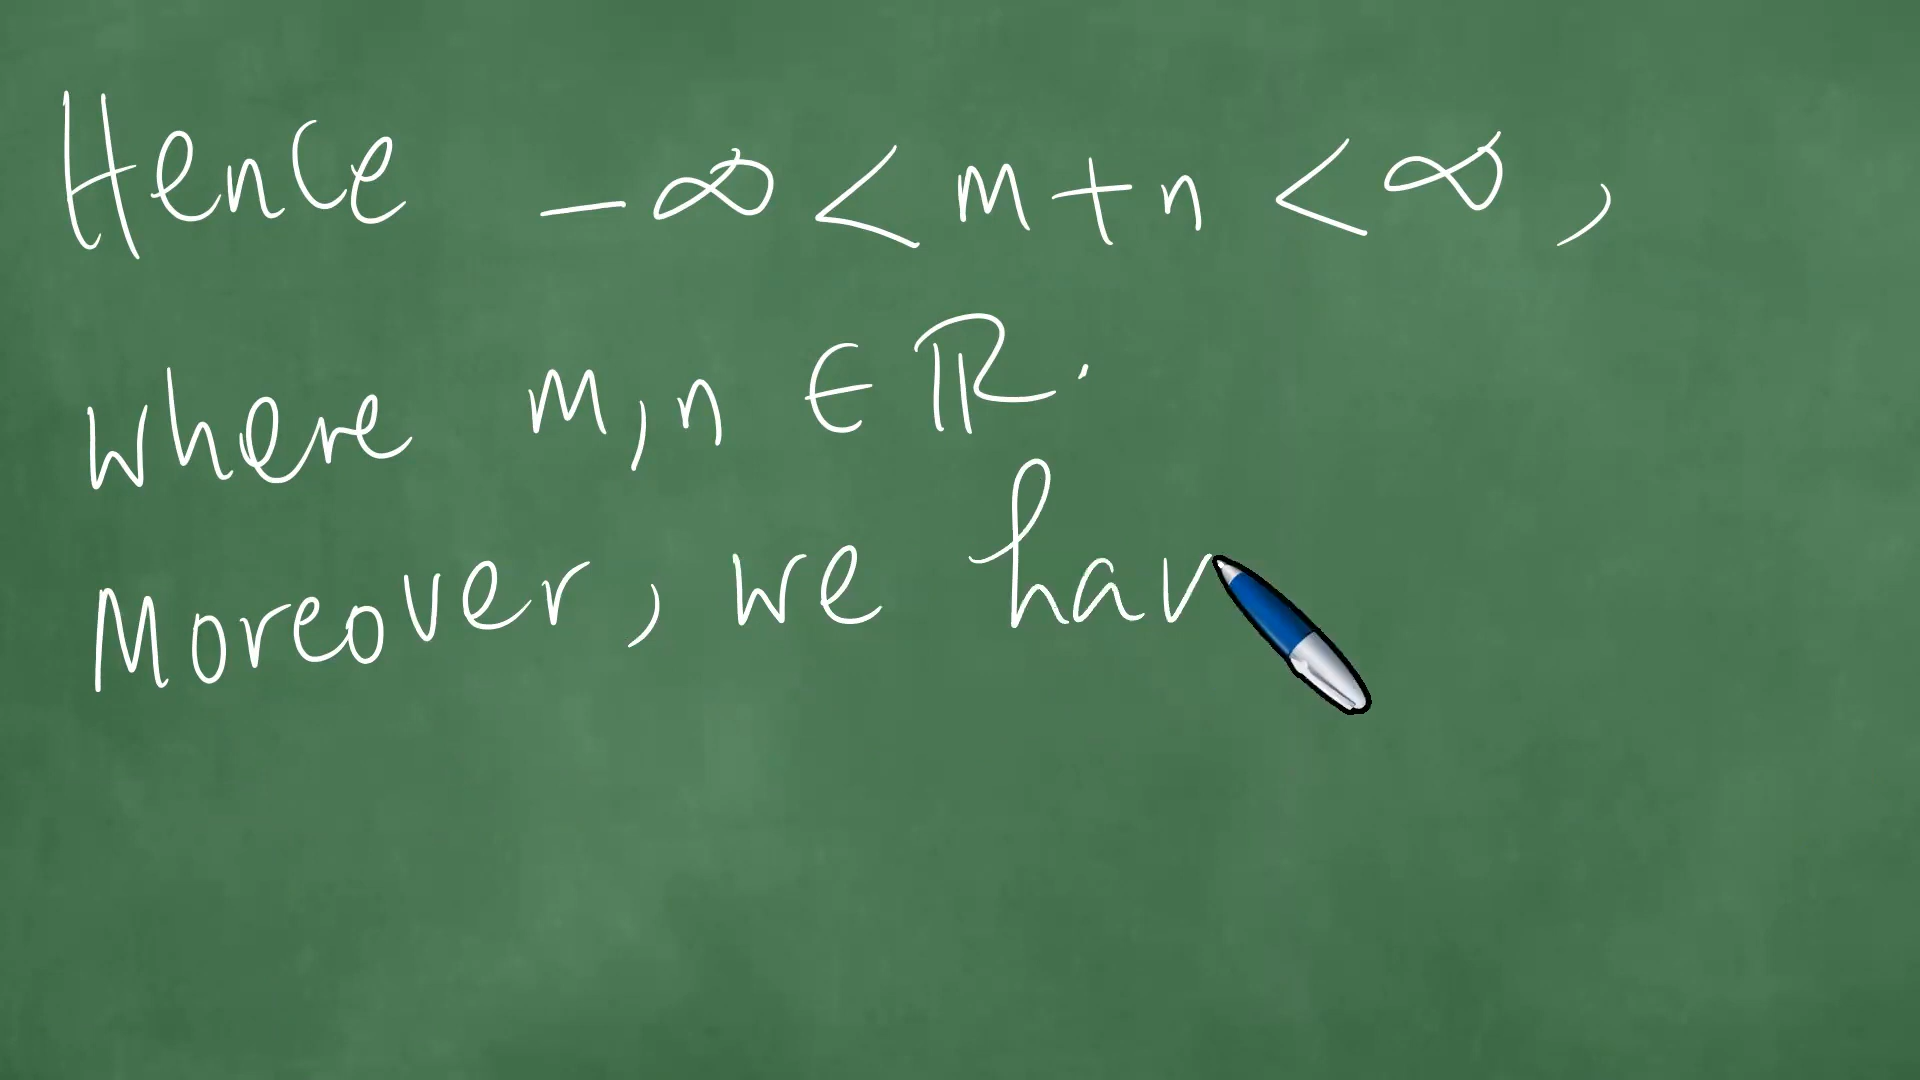 Hence -∞ < m+n < ∞,
where m,n ∈ ℝ.
Moreover, we hav